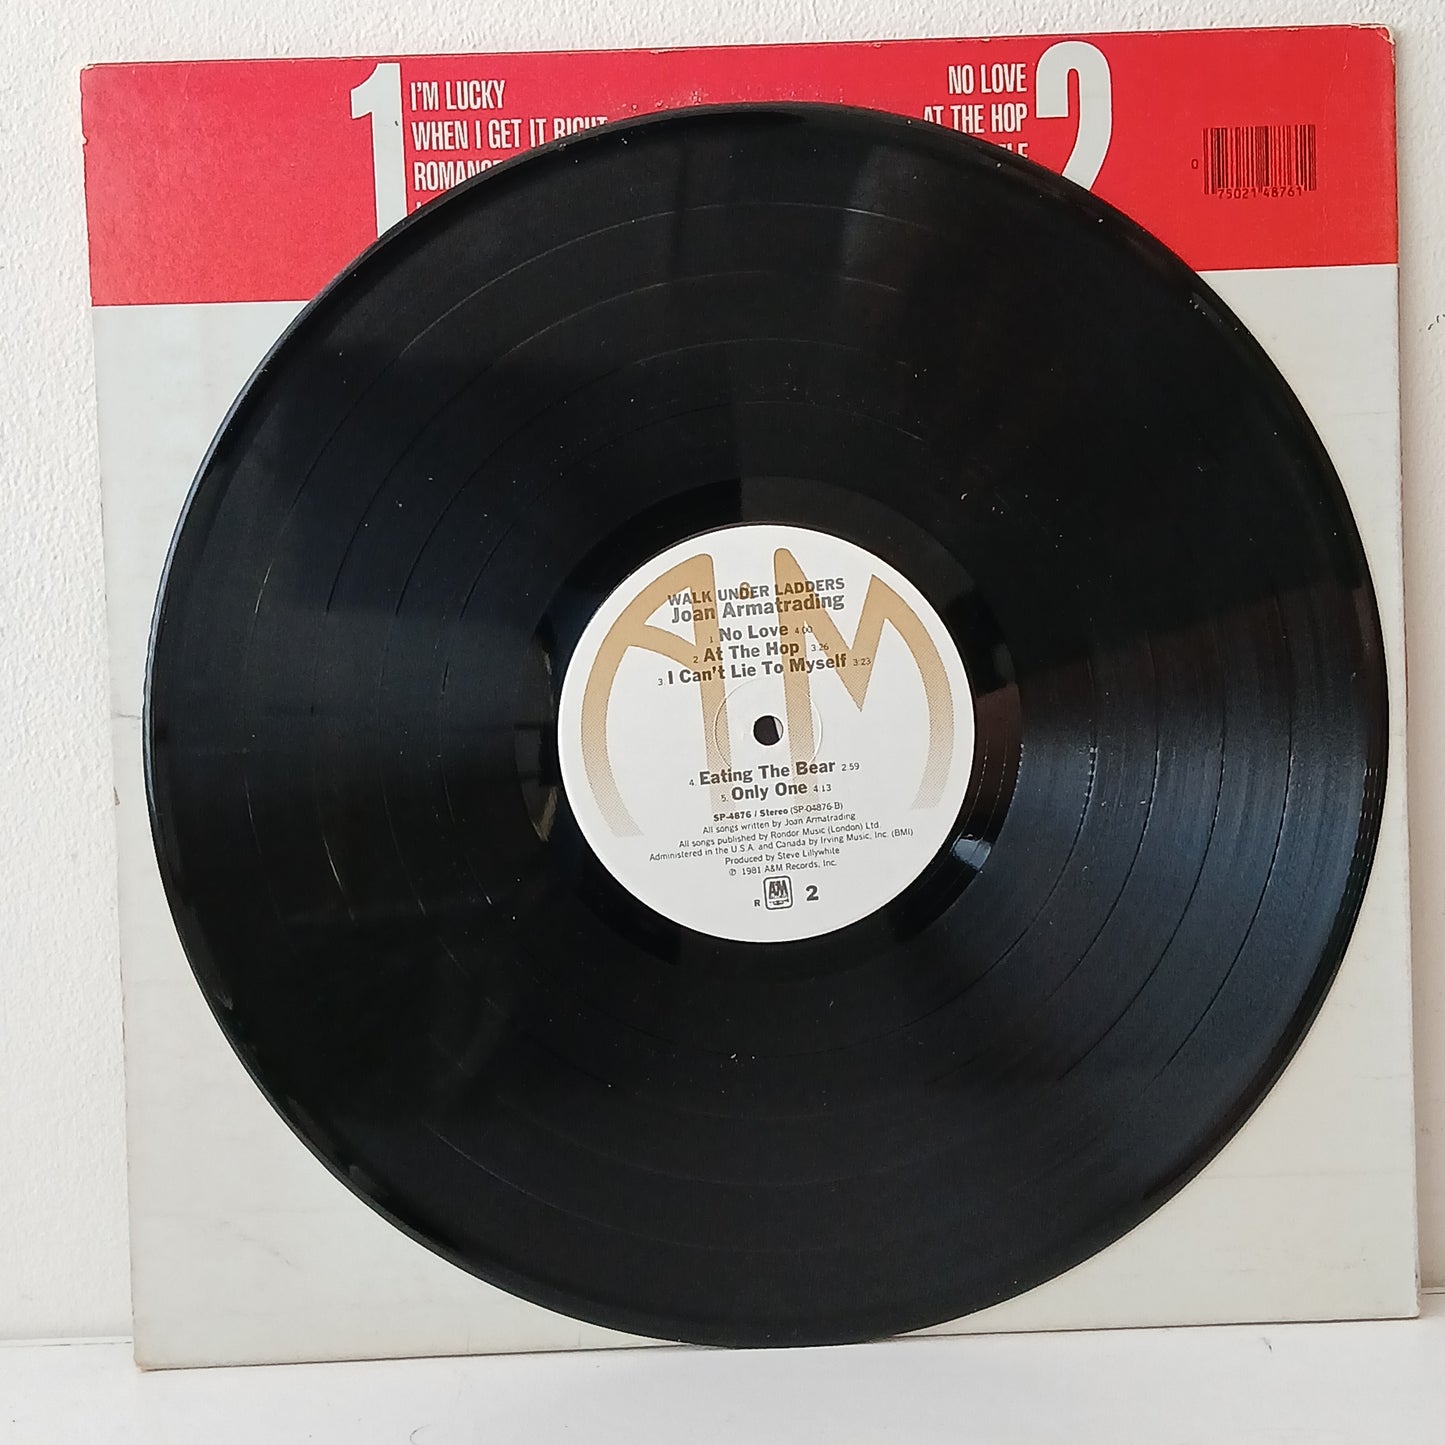 1
I'M LUCKY
WHEN I GET IT RIGHT
ROMANCE
NO LOVE
AT THE HOP
2
0 75021 48761
A&M
WALK UNDER LADDERS
Joan Armatrading
1. No Love 4:00
2. At The Hop 3:26
3. I Can't Lie To Myself 3:23
4. Eating The Bear 2:59
5. Only One 4:13
SP-4876 / Stereo (SP-04876-B)
All songs written by Joan Armatrading
All songs published by Rondor Music (London) Ltd.
Administered in the U.S.A. and Canada by Irving Music, Inc. (BMI)
Produced by Steve Lillywhite
℗ 1981 A&M Records, Inc.
R A&M 2